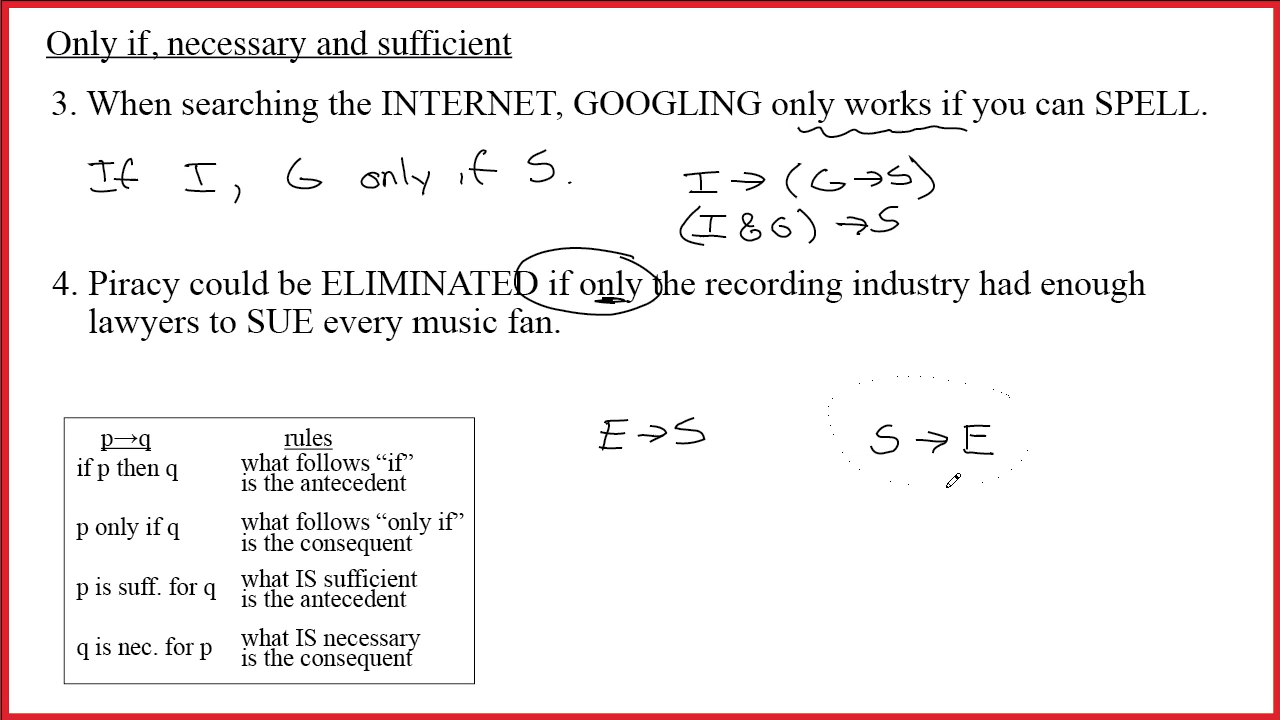 Only if, necessary and sufficient
3. When searching the INTERNET, GOOGLING only works if you can SPELL.
If I, G only if S.
I → (G → S)
(I & G) → S
4. Piracy could be ELIMINATED if only the recording industry had enough
lawyers to SUE every music fan.
E → S
S → E
p→q rules
if p then q what follows “if”
is the antecedent
p only if q what follows “only if”
is the consequent
p is suff. for q what IS sufficient
is the antecedent
q is nec. for p what IS necessary
is the consequent